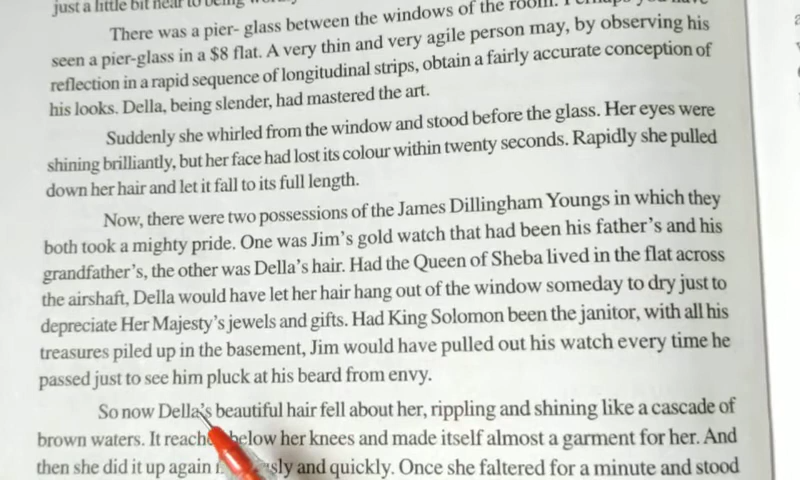 just a little bit near to being
There was a pier- glass between the windows of the room. Perhaps you have
seen a pier-glass in a $8 flat. A very thin and very agile person may, by observing his
reflection in a rapid sequence of longitudinal strips, obtain a fairly accurate conception of
his looks. Della, being slender, had mastered the art.
Suddenly she whirled from the window and stood before the glass. Her eyes were
shining brilliantly, but her face had lost its colour within twenty seconds. Rapidly she pulled
down her hair and let it fall to its full length.
Now, there were two possessions of the James Dillingham Youngs in which they
both took a mighty pride. One was Jim's gold watch that had been his father's and his
grandfather's, the other was Della's hair. Had the Queen of Sheba lived in the flat across
the airshaft, Della would have let her hair hang out of the window someday to dry just to
depreciate Her Majesty's jewels and gifts. Had King Solomon been the janitor, with all his
treasures piled up in the basement, Jim would have pulled out his watch every time he
passed just to see him pluck at his beard from envy.
So now Della's beautiful hair fell about her, rippling and shining like a cascade of
brown waters. It reached below her knees and made itself almost a garment for her. And
then she did it up again and quickly. Once she faltered for a minute and stood